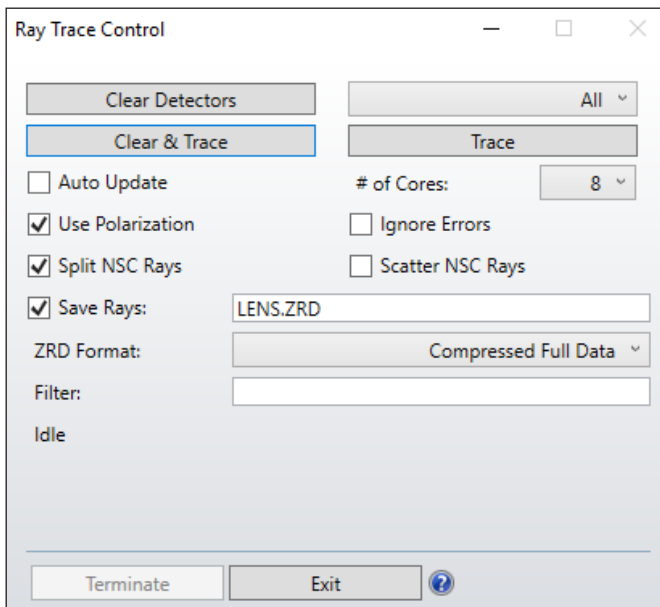 Ray Trace Control
Clear Detectors All
Clear & Trace Trace
Auto Update # of Cores: 8
Use Polarization Ignore Errors
Split NSC Rays Scatter NSC Rays
Save Rays: LENS.ZRD
ZRD Format: Compressed Full Data
Filter:
Idle
Terminate Exit ?